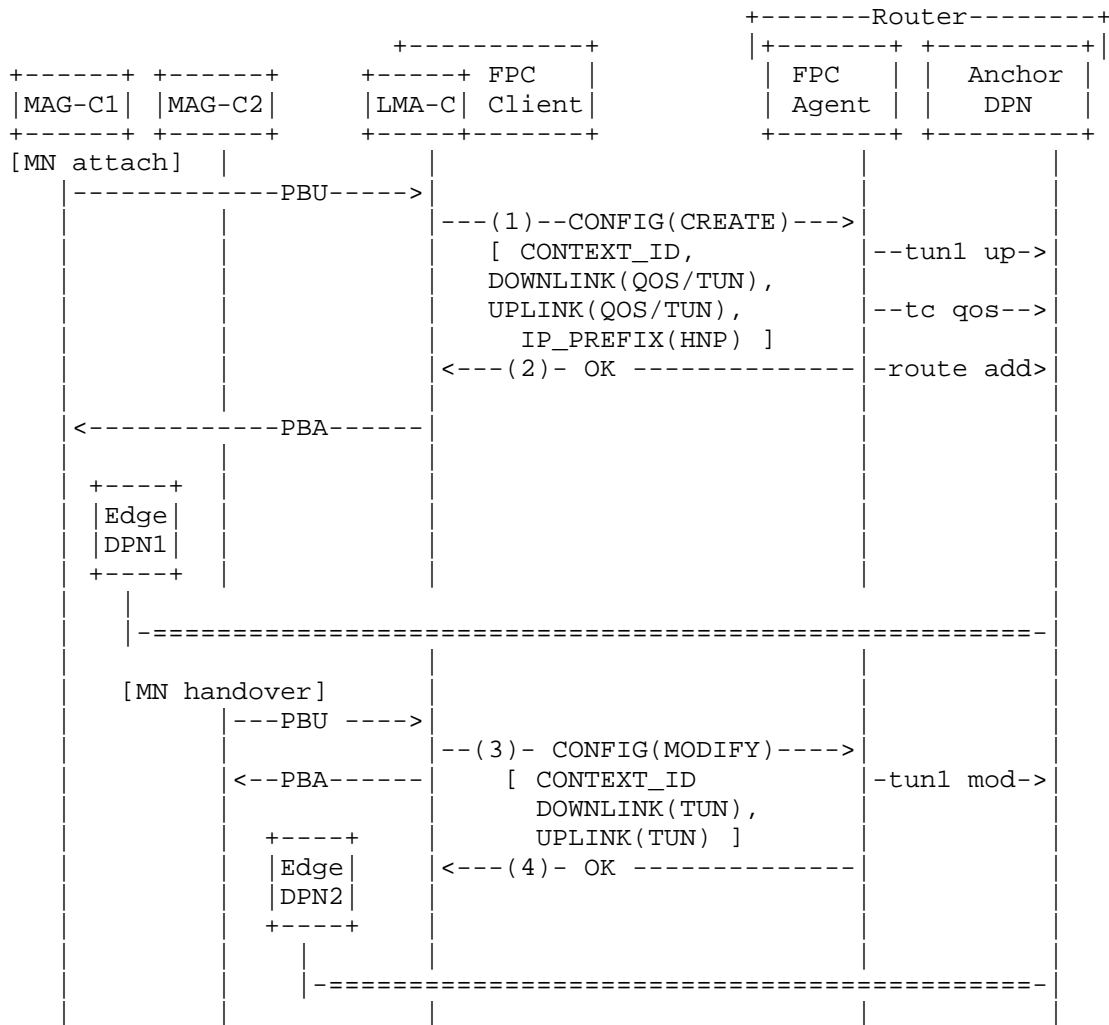 Router
FPC
FPC Anchor
MAG-C1 MAG-C2 LMA-C Client Agent DPN
[MN attach]
PBU
(1) CONFIG(CREATE)
[ CONTEXT_ID, tun1 up
DOWNLINK(QOS/TUN),
UPLINK(QOS/TUN), tc qos
IP_PREFIX(HNP) ]
(2) OK route add
PBA
Edge
DPN1
[MN handover]
PBU
(3) CONFIG(MODIFY)
PBA [ CONTEXT_ID tun1 mod
DOWNLINK(TUN),
UPLINK(TUN) ]
Edge (4) OK
DPN2